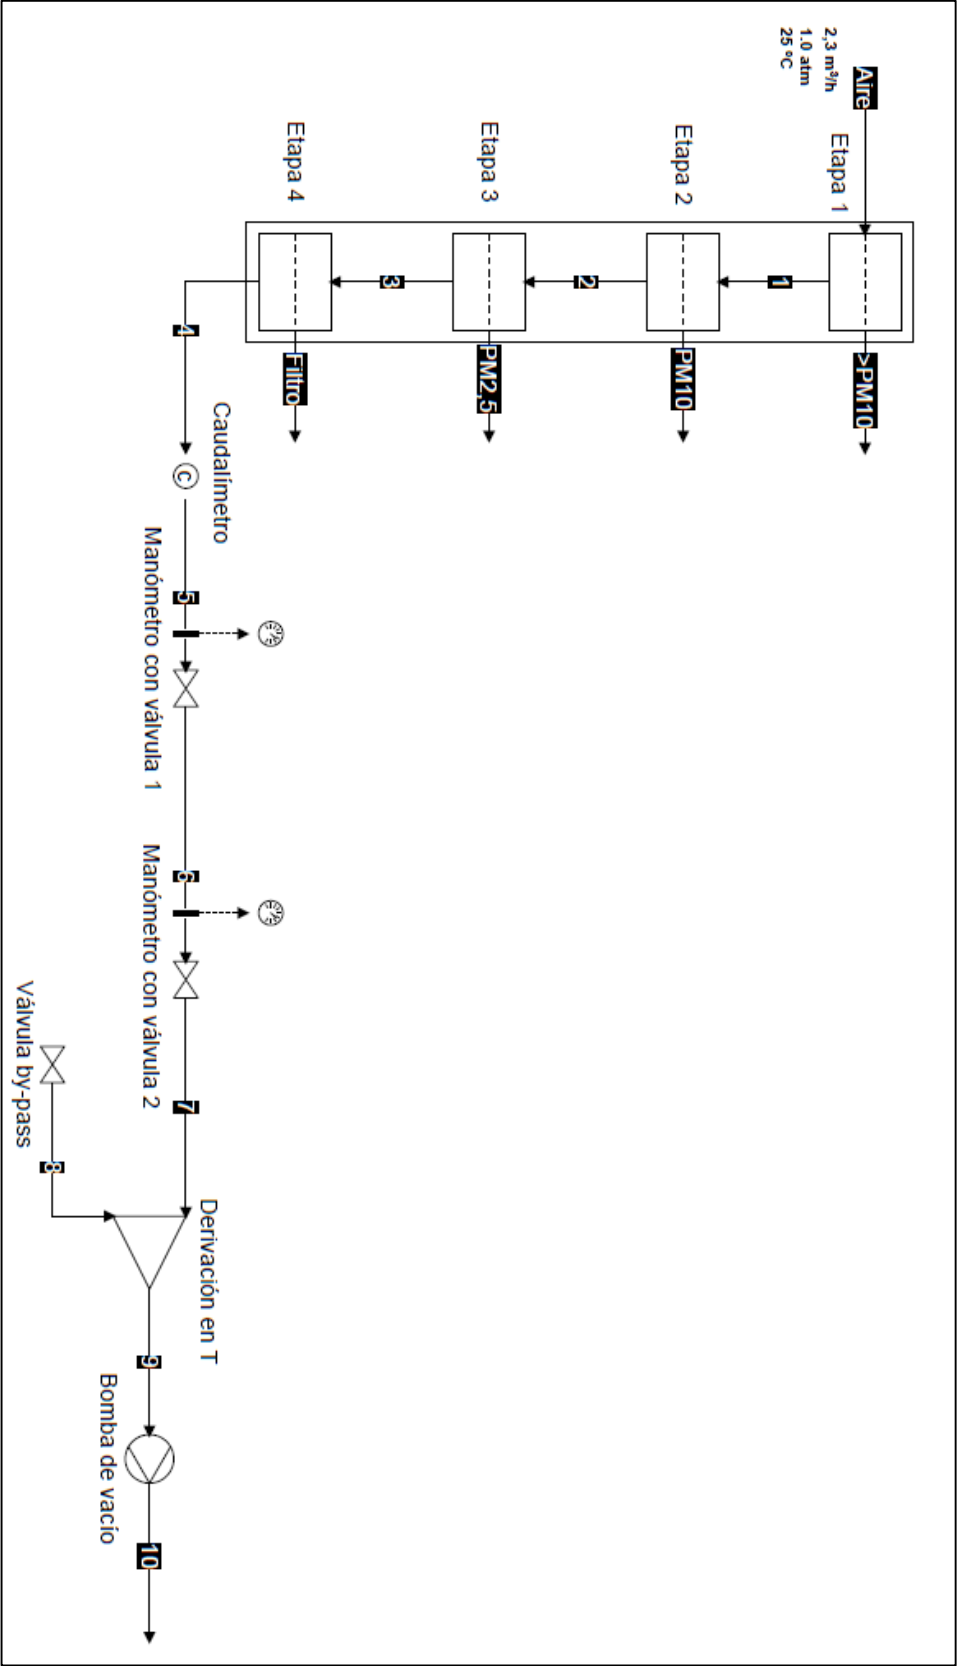 Aire
2,3 m³/h
1.0 atm
25 ºC
Etapa 1
>PM10
1
Etapa 2
PM10
2
Etapa 3
PM2,5
3
Etapa 4
Filtro
4
Caudalímetro
C
5
Manómetro con válvula 1
6
Manómetro con válvula 2
7
Válvula by-pass
8
Derivación en T
9
Bomba de vacío
10